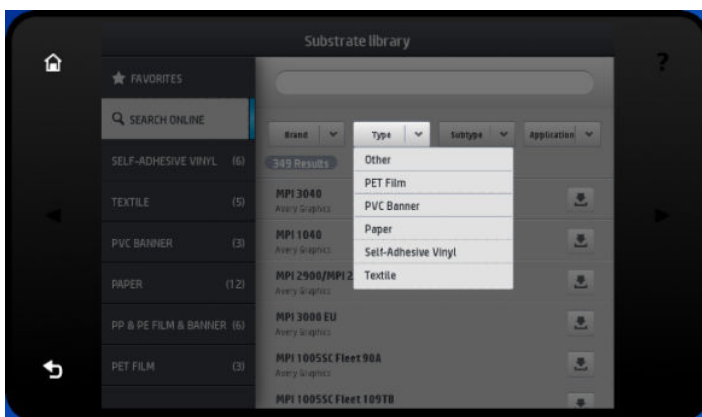 Substrate library
?
FAVORITES
SEARCH ONLINE
Brand Type Subtype Application
SELF-ADHESIVE VINYL (6)
349 Results
Other
PET Film
PVC Banner
Paper
Self-Adhesive Vinyl
Textile
TEXTILE (5)
PVC BANNER (3)
PAPER (12)
PP & PE FILM & BANNER (6)
PET FILM (3)
MPI 3040
Avery Graphics
MPI 1040
Avery Graphics
MPI 2900/MPI 2
Avery Graphics
MPI 3000 EU
Avery Graphics
MPI 1005SC Fleet 90A
Avery Graphics
MPI 1005SC Fleet 109TB